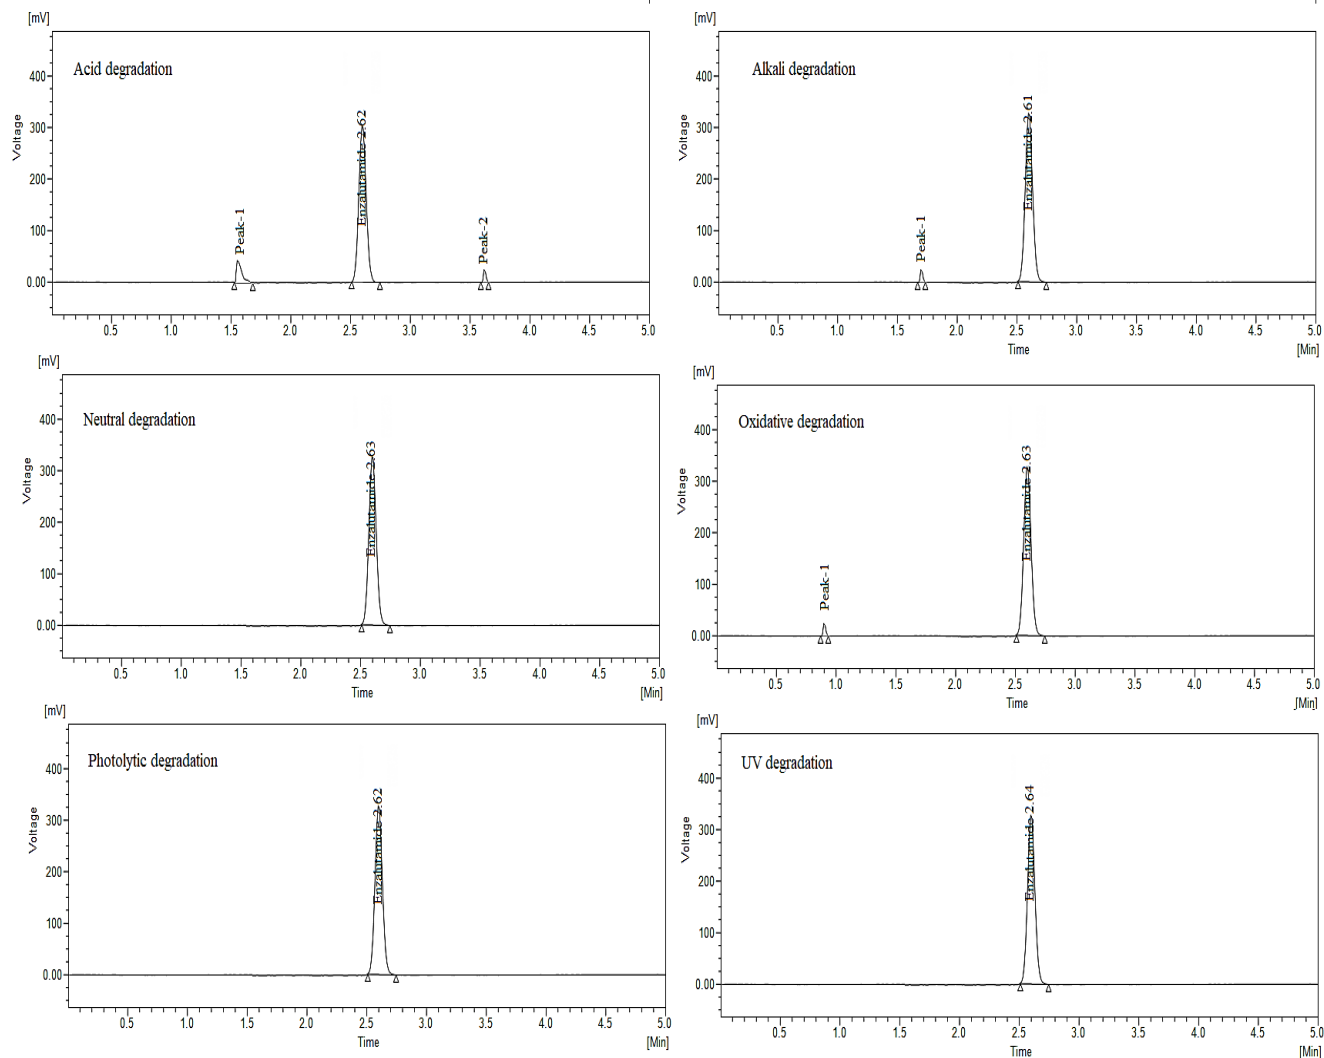 [mV]
Acid degradation
Voltage
400
300
200
100
0.00
Peak-1
Enzalutamide 2.62
Peak-2
0.5 1.0 1.5 2.0 2.5 3.0 3.5 4.0 4.5 5.0
[mV]
Alkali degradation
Voltage
400
300
200
100
0.00
Peak-1
Enzalutamide 2.61
0.5 1.0 1.5 2.0 2.5 3.0 3.5 4.0 4.5 5.0
Time
[Min]
[mV]
Neutral degradation
Voltage
400
300
200
100
0.00
Enzalutamide 2.63
0.5 1.0 1.5 2.0 2.5 3.0 3.5 4.0 4.5 5.0
Time
[Min]
[mV]
Oxidative degradation
Voltage
400
300
200
100
0.00
Peak-1
Enzalutamide 2.63
0.5 1.0 1.5 2.0 2.5 3.0 3.5 4.0 4.5 5.0
Time
[Min]
[mV]
Photolytic degradation
Voltage
400
300
200
100
0.00
Enzalutamide 2.62
0.5 1.0 1.5 2.0 2.5 3.0 3.5 4.0 4.5 5.0
Time
[Min]
[mV]
UV degradation
Voltage
400
300
200
100
0.00
Enzalutamide 2.64
0.5 1.0 1.5 2.0 2.5 3.0 3.5 4.0 4.5 5.0
Time
[Min]